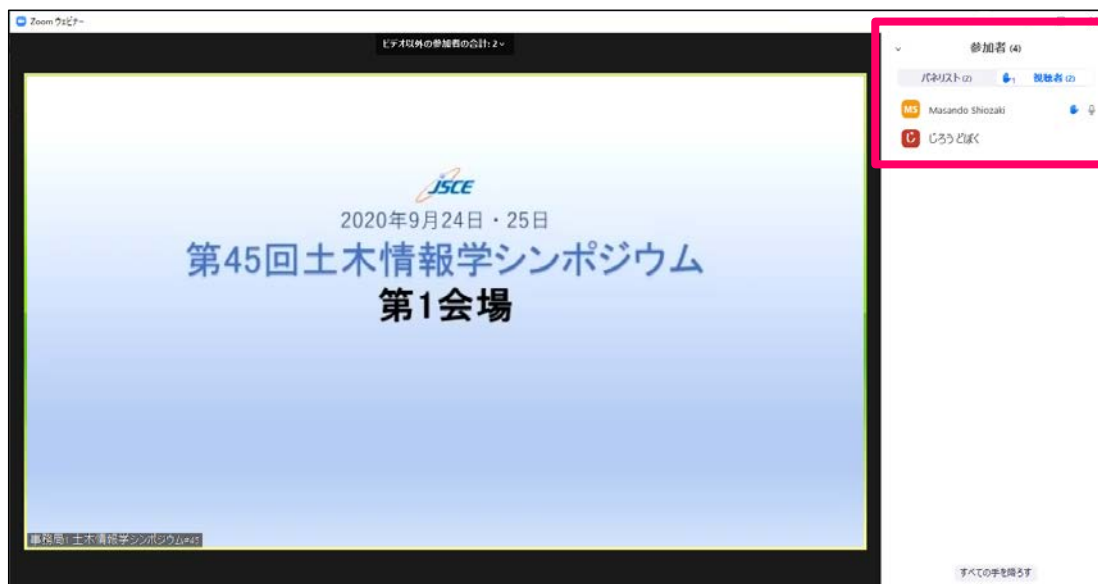 Zoom ウェビナー
ビデオ以外の参加者の合計: 2
参加者 (4)
パネリスト (2) 1 視聴者 (2)
MS Masando Shiozaki
じ じろう どぼく
JSCE
2020年9月24日・25日
第45回土木情報学シンポジウム
第1会場
事務局: 土木情報学シンポジウム#45
すべての手を降ろす